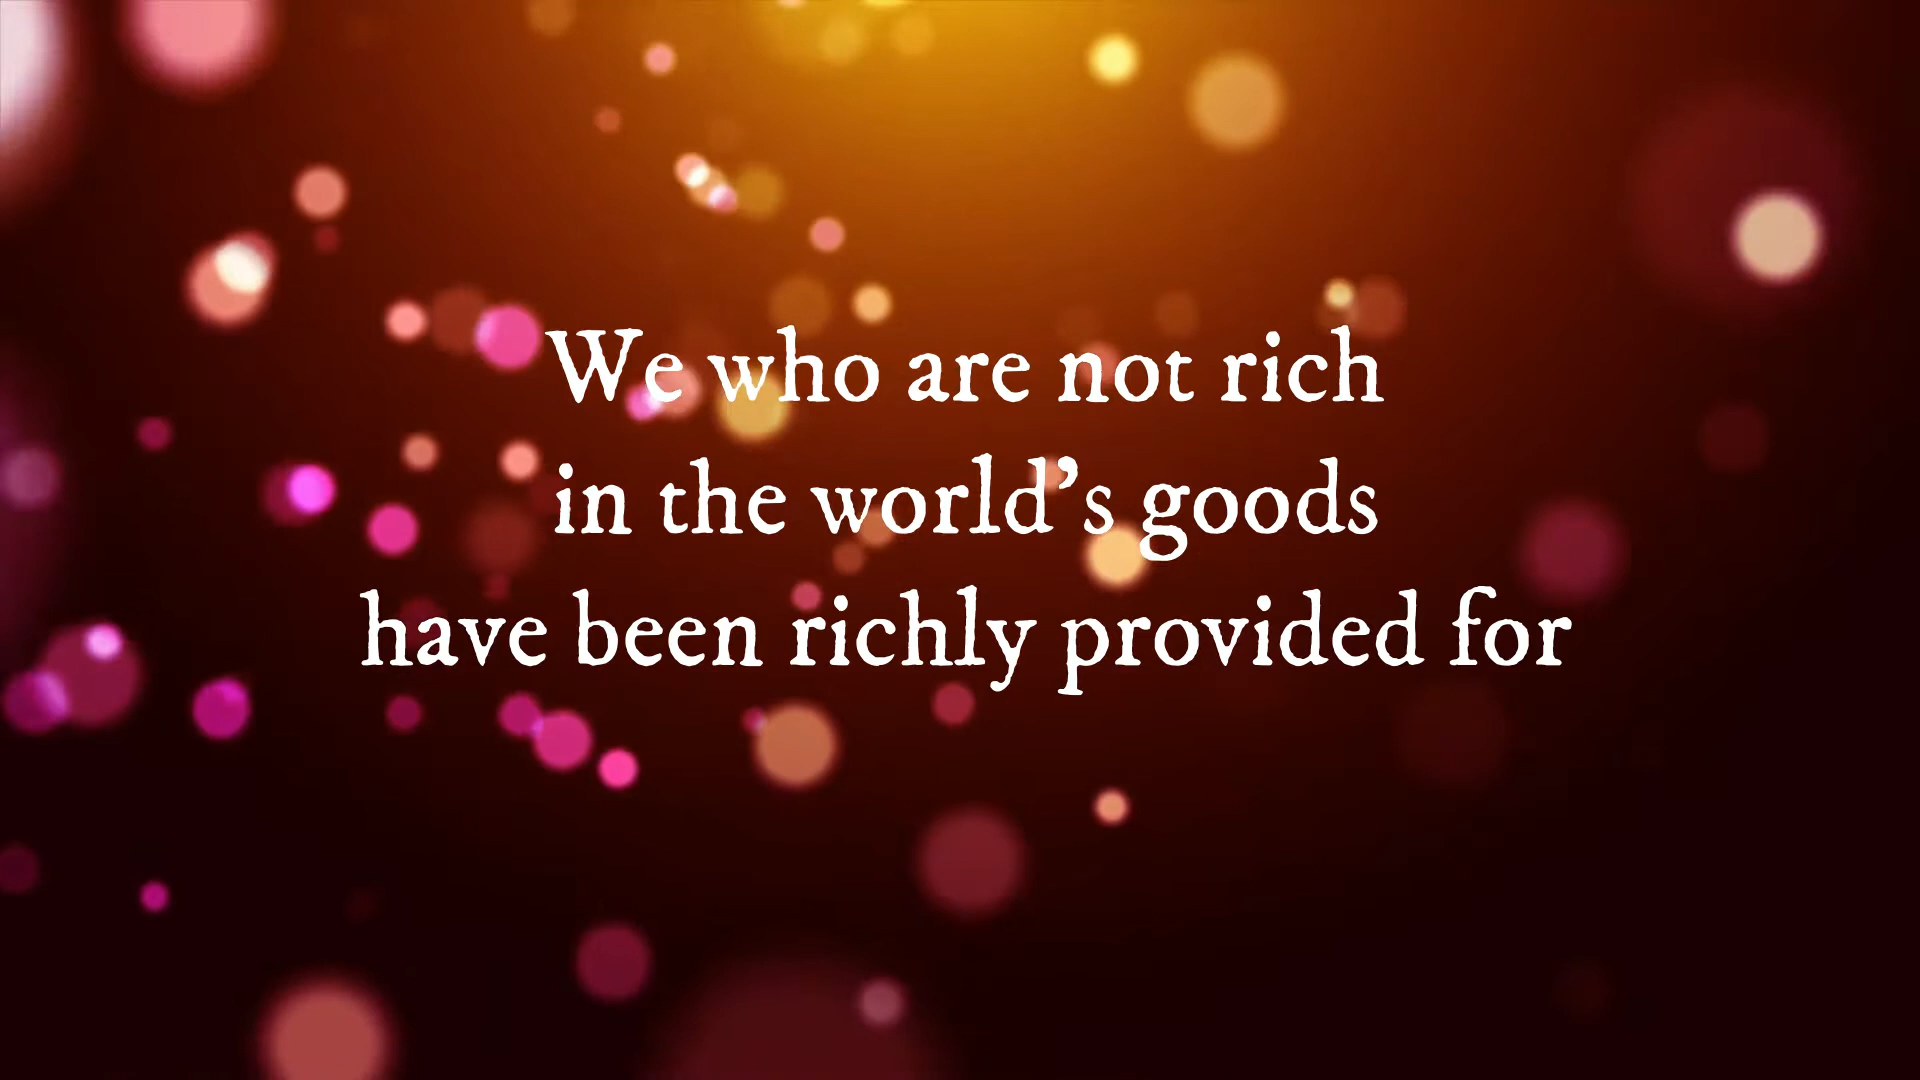 We who are not rich
in the world’s goods
have been richly provided for